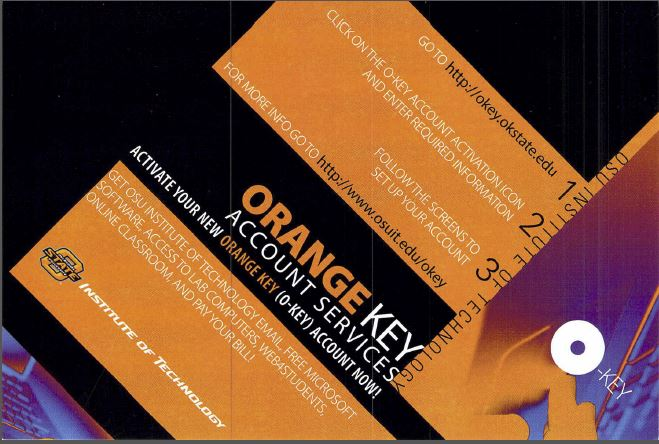 GO TO http://okey.okstate.edu 1
CLICK ON THE O-KEY ACCOUNT ACTIVATION ICON
AND ENTER REQUIRED INFORMATION 2
FOLLOW THE SCREENS TO
SET UP YOUR ACCOUNT 3
FOR MORE INFO GO TO http://www.osuit.edu/okey
OSU INSTITUTE OF TECHNOLOGY
ORANGE KEY
ACCOUNT SERVICES
ACTIVATE YOUR NEW ORANGE KEY (O-KEY) ACCOUNT NOW!
GET OSU INSTITUTE OF TECHNOLOGY EMAIL, FREE MICROSOFT
SOFTWARE, ACCESS TO LAB COMPUTERS, WEB4STUDENTS,
ONLINE CLASSROOM, AND PAY YOUR BILL!
STATE
INSTITUTE OF TECHNOLOGY
O-KEY